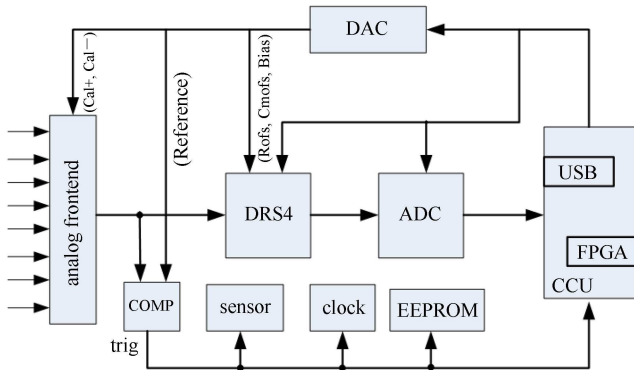 DAC
(Cal+, Cal−)
(Reference)
(Rofs, Cmofs, Bias)
analog frontend
DRS4
ADC
USB
FPGA
CCU
COMP
sensor
clock
EEPROM
trig